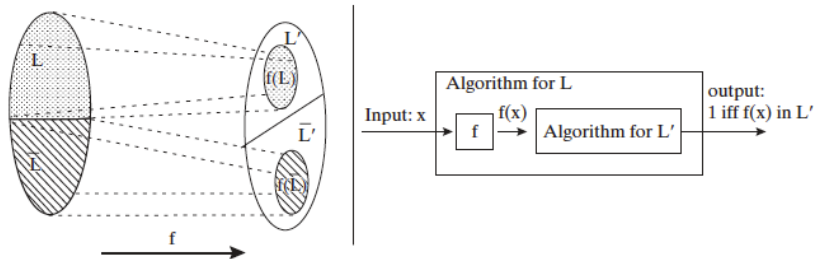 L
L′
f(L)
L̅′
L̅
f(L̅)
f
Algorithm for L
Input: x
f
f(x)
Algorithm for L′
output:
1 iff f(x) in L′